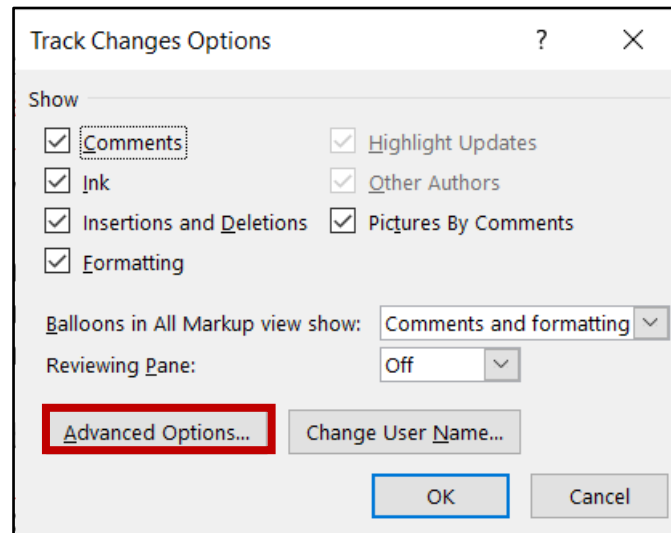 Track Changes Options ? X
Show
Comments Highlight Updates
Ink Other Authors
Insertions and Deletions Pictures By Comments
Formatting
Balloons in All Markup view show: Comments and formatting
Reviewing Pane: Off
Advanced Options... Change User Name...
OK Cancel